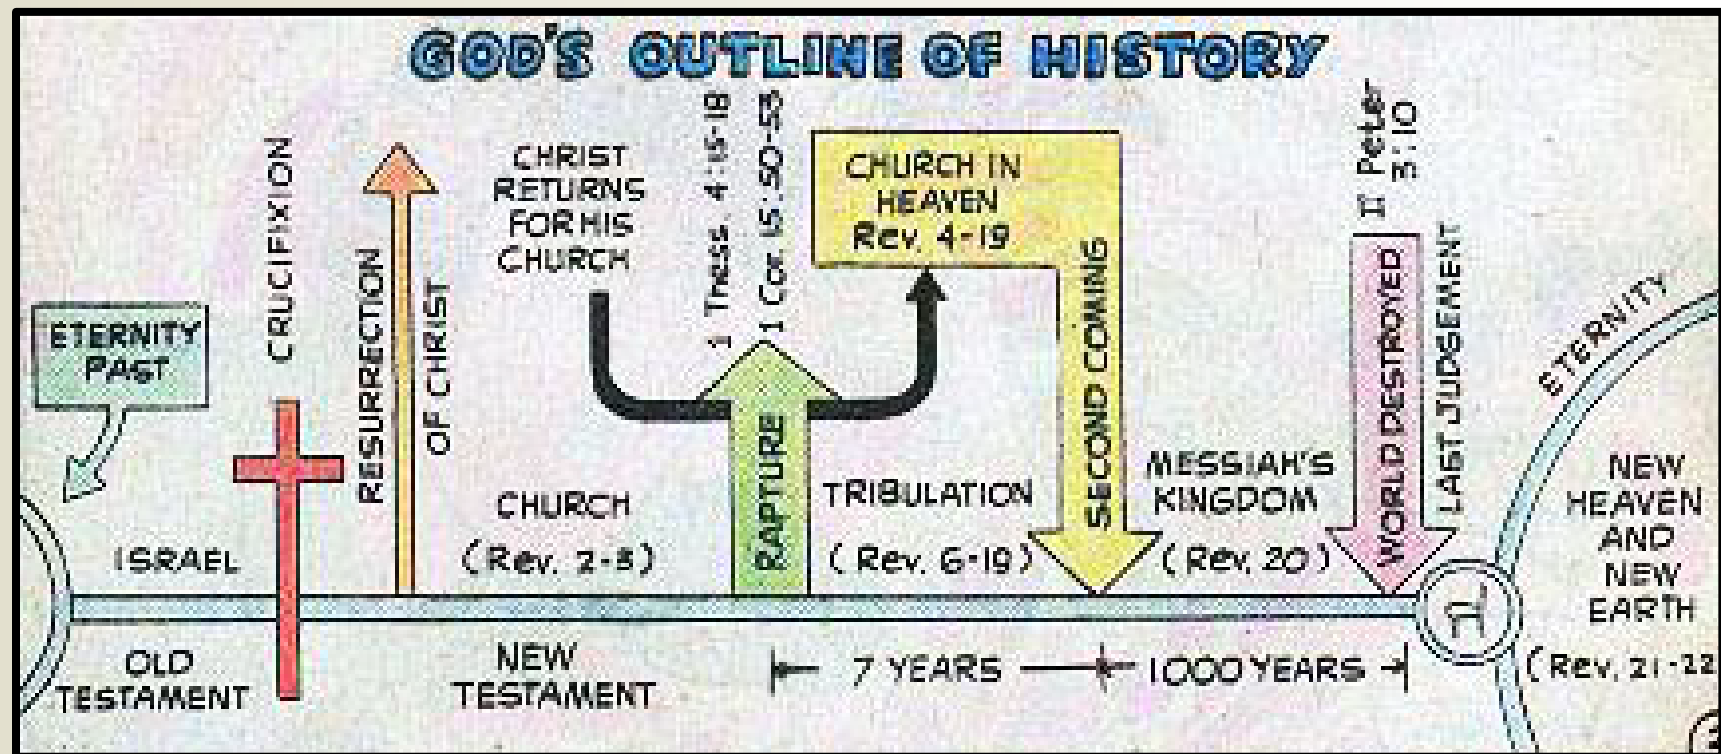 GOD'S OUTLINE OF HISTORY
ETERNITY
PAST
ISRAEL
OLD
TESTAMENT
CRUCIFIXION
RESURRECTION
OF CHRIST
CHRIST
RETURNS
FOR HIS
CHURCH
CHURCH
(Rev. 2-3)
NEW
TESTAMENT
1 Thess. 4:15-18
1 Cor. 15:50-53
RAPTURE
CHURCH IN
HEAVEN
Rev. 4-19
TRIBULATION
(Rev. 6-19)
7 YEARS
SECOND COMING
MESSIAH'S
KINGDOM
(Rev. 20)
1000 YEARS
II Peter
3:10
WORLD DESTROYED
LAST JUDGEMENT
ETERNITY
NEW
HEAVEN
AND
NEW
EARTH
(Rev. 21-22